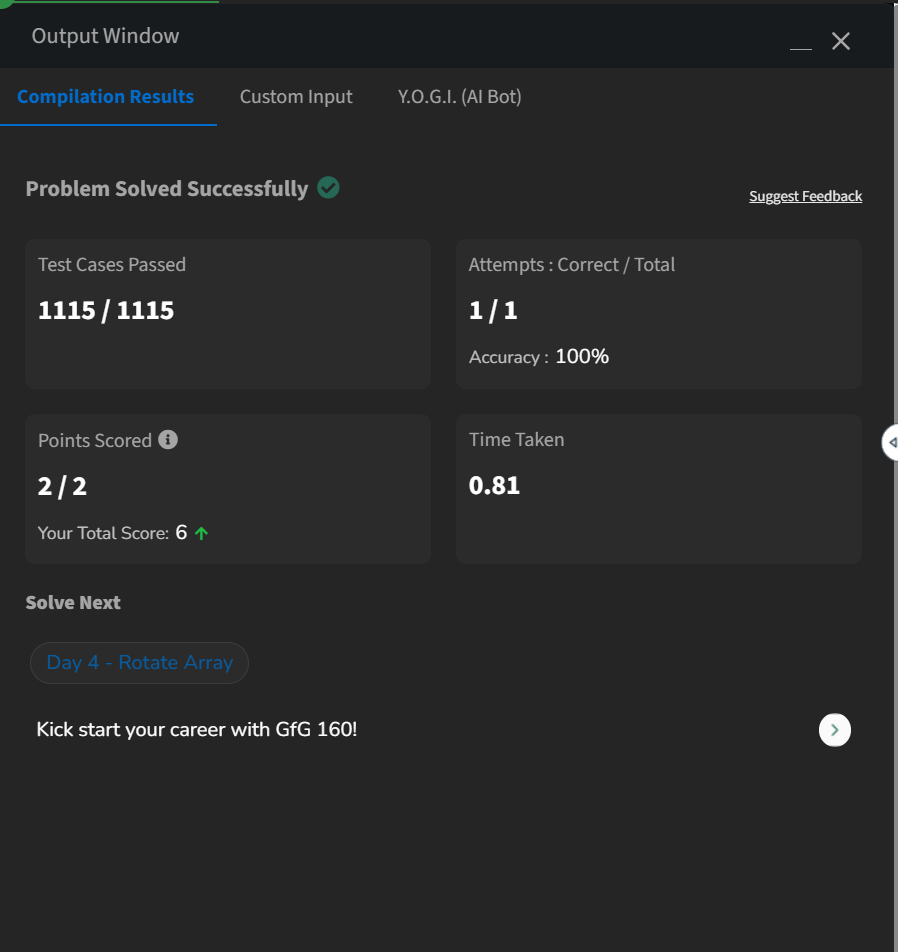 Output Window
Compilation Results Custom Input Y.O.G.I. (AI Bot)
Problem Solved Successfully
Suggest Feedback
Test Cases Passed
1115 / 1115
Attempts : Correct / Total
1 / 1
Accuracy : 100%
Points Scored
2 / 2
Your Total Score: 6
Time Taken
0.81
Solve Next
Day 4 - Rotate Array
Kick start your career with GfG 160!